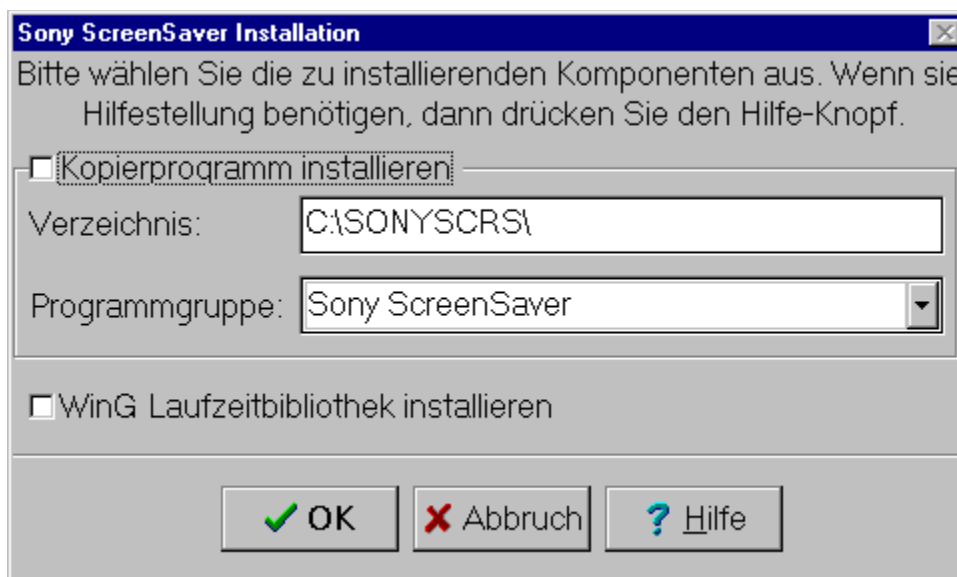 Sony ScreenSaver Installation
Bitte wählen Sie die zu installierenden Komponenten aus. Wenn sie
Hilfestellung benötigen, dann drücken Sie den Hilfe-Knopf.
Kopierprogramm installieren
Verzeichnis: C:\SONYSCRS\
Programmgruppe: Sony ScreenSaver
WinG Laufzeitbibliothek installieren
OK Abbruch ? Hilfe